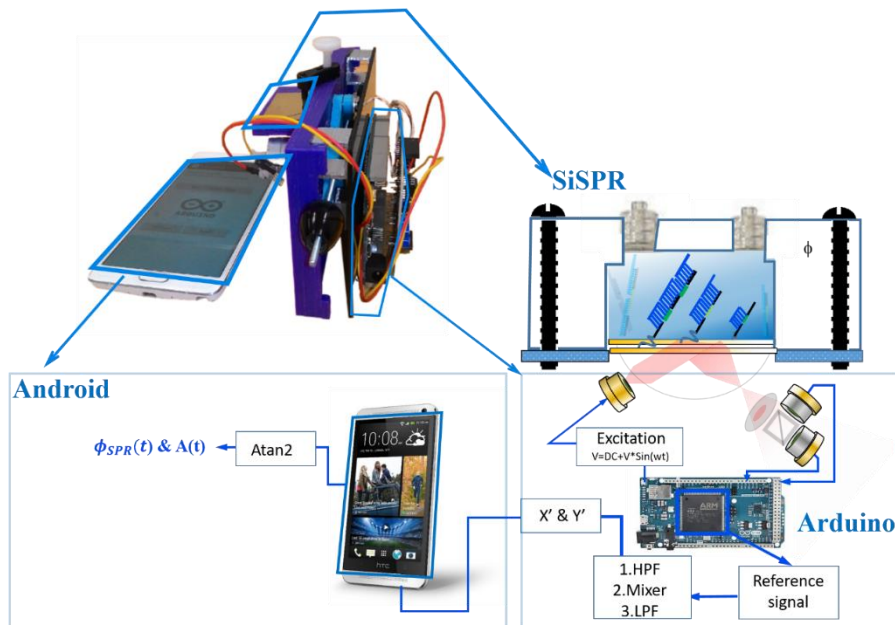 SiSPR
ϕ
Android
ϕSPR(t) & A(t)
Atan2
10:08
hTC
Excitation
V=DC+V*Sin(wt)
ARM
Arduino
X’ & Y’
1.HPF
2.Mixer
3.LPF
Reference
signal